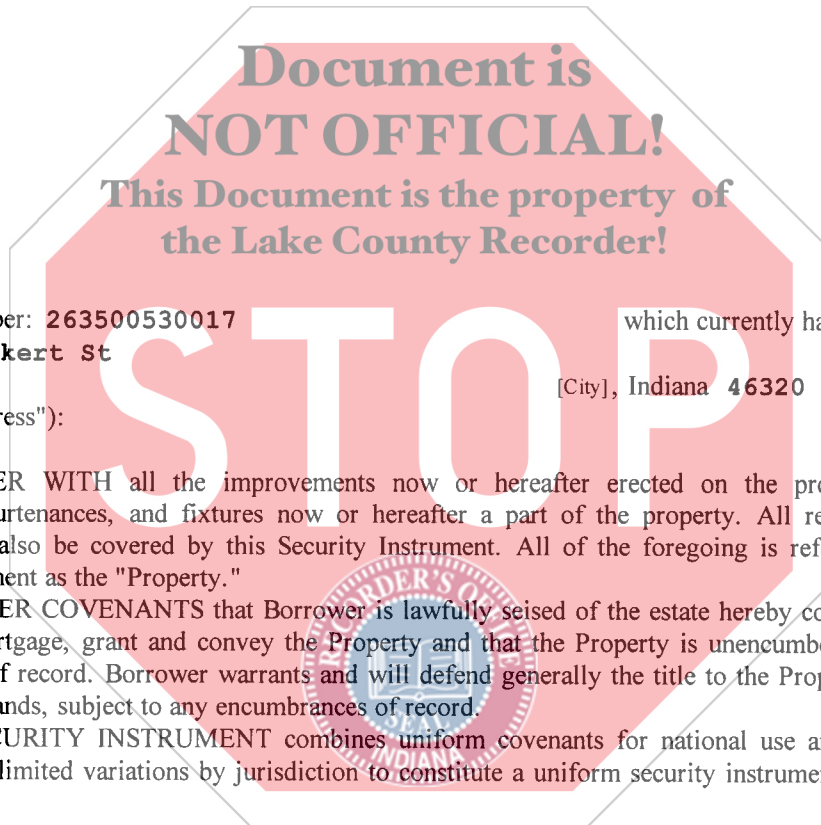 Document is
NOT OFFICIAL!
This Document is the property of
the Lake County Recorder!
STOP
ber: 263500530017 which currently ha
kert St
[City], Indiana 46320
ress"):
ER WITH all the improvements now or hereafter erected on the pro
urtenances, and fixtures now or hereafter a part of the property. All re
also be covered by this Security Instrument. All of the foregoing is ref
nent as the "Property."
ER COVENANTS that Borrower is lawfully seised of the estate hereby co
rtgage, grant and convey the Property and that the Property is unencumbe
f record. Borrower warrants and will defend generally the title to the Prop
ands, subject to any encumbrances of record.
CURITY INSTRUMENT combines uniform covenants for national use an
limited variations by jurisdiction to constitute a uniform security instrume
RECORDER'S OFFICE
SEAL
INDIANA